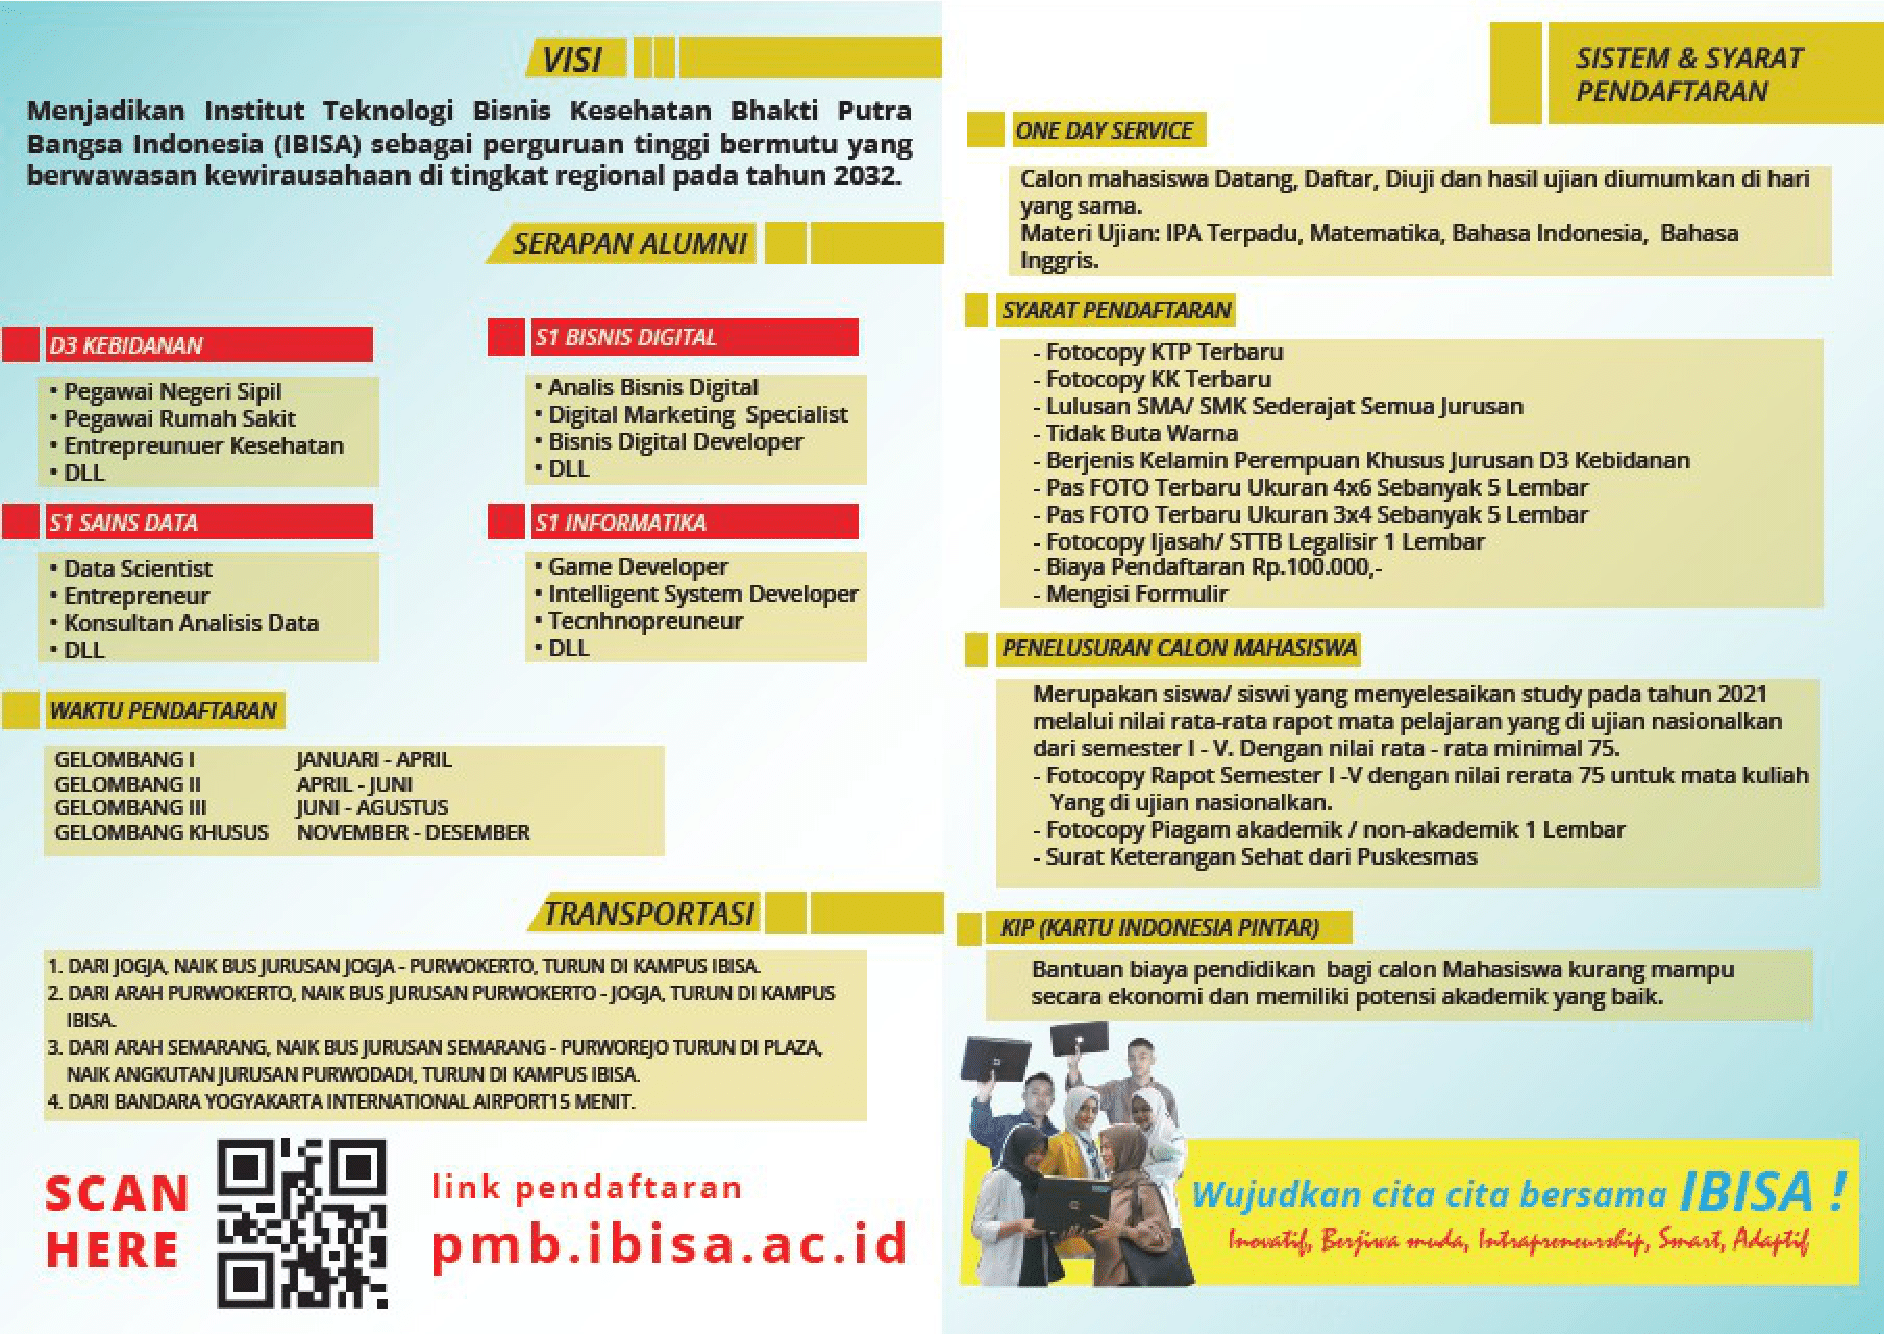 VISI
Menjadikan Institut Teknologi Bisnis Kesehatan Bhakti Putra
Bangsa Indonesia (IBISA) sebagai perguruan tinggi bermutu yang
berwawasan kewirausahaan di tingkat regional pada tahun 2032.
SERAPAN ALUMNI
D3 KEBIDANAN
• Pegawai Negeri Sipil
• Pegawai Rumah Sakit
• Entrepreunuer Kesehatan
• DLL
S1 BISNIS DIGITAL
• Analis Bisnis Digital
• Digital Marketing Specialist
• Bisnis Digital Developer
• DLL
S1 SAINS DATA
• Data Scientist
• Entrepreneur
• Konsultan Analisis Data
• DLL
S1 INFORMATIKA
• Game Developer
• Intelligent System Developer
• Tecnhnopreuneur
• DLL
WAKTU PENDAFTARAN
GELOMBANG I JANUARI - APRIL
GELOMBANG II APRIL - JUNI
GELOMBANG III JUNI - AGUSTUS
GELOMBANG KHUSUS NOVEMBER - DESEMBER
TRANSPORTASI
1. DARI JOGJA, NAIK BUS JURUSAN JOGJA - PURWOKERTO, TURUN DI KAMPUS IBISA.
2. DARI ARAH PURWOKERTO, NAIK BUS JURUSAN PURWOKERTO - JOGJA, TURUN DI KAMPUS
IBISA.
3. DARI ARAH SEMARANG, NAIK BUS JURUSAN SEMARANG - PURWOREJO TURUN DI PLAZA,
NAIK ANGKUTAN JURUSAN PURWODADI, TURUN DI KAMPUS IBISA.
4. DARI BANDARA YOGYAKARTA INTERNATIONAL AIRPORT15 MENIT.
SCAN
HERE
link pendaftaran
pmb.ibisa.ac.id
SISTEM & SYARAT
PENDAFTARAN
ONE DAY SERVICE
Calon mahasiswa Datang, Daftar, Diuji dan hasil ujian diumumkan di hari
yang sama.
Materi Ujian: IPA Terpadu, Matematika, Bahasa Indonesia, Bahasa
Inggris.
SYARAT PENDAFTARAN
- Fotocopy KTP Terbaru
- Fotocopy KK Terbaru
- Lulusan SMA/ SMK Sederajat Semua Jurusan
- Tidak Buta Warna
- Berjenis Kelamin Perempuan Khusus Jurusan D3 Kebidanan
- Pas FOTO Terbaru Ukuran 4x6 Sebanyak 5 Lembar
- Pas FOTO Terbaru Ukuran 3x4 Sebanyak 5 Lembar
- Fotocopy Ijasah/ STTB Legalisir 1 Lembar
- Biaya Pendaftaran Rp.100.000,-
- Mengisi Formulir
PENELUSURAN CALON MAHASISWA
Merupakan siswa/ siswi yang menyelesaikan study pada tahun 2021
melalui nilai rata-rata rapot mata pelajaran yang di ujian nasionalkan
dari semester I - V. Dengan nilai rata - rata minimal 75.
- Fotocopy Rapot Semester I -V dengan nilai rerata 75 untuk mata kuliah
Yang di ujian nasionalkan.
- Fotocopy Piagam akademik / non-akademik 1 Lembar
- Surat Keterangan Sehat dari Puskesmas
KIP (KARTU INDONESIA PINTAR)
Bantuan biaya pendidikan bagi calon Mahasiswa kurang mampu
secara ekonomi dan memiliki potensi akademik yang baik.
Wujudkan cita cita bersama IBISA !
Inovatif, Berjiwa muda, Intrapreneurship, Smart, Adaptif